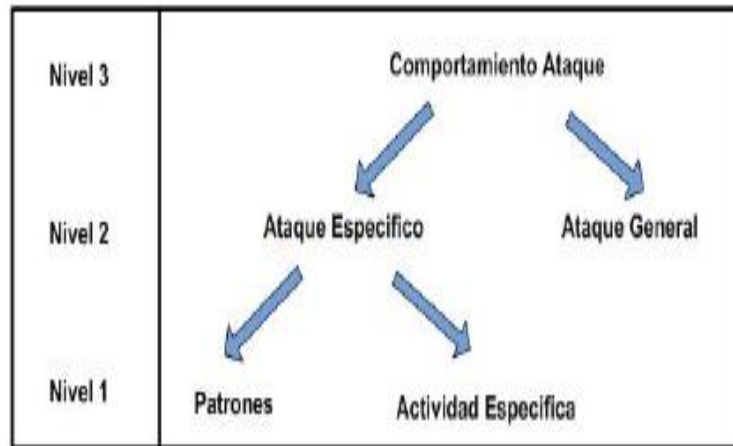 Nivel 3
Comportamiento Ataque
Nivel 2
Ataque Especifico
Ataque General
Nivel 1
Patrones
Actividad Especifica